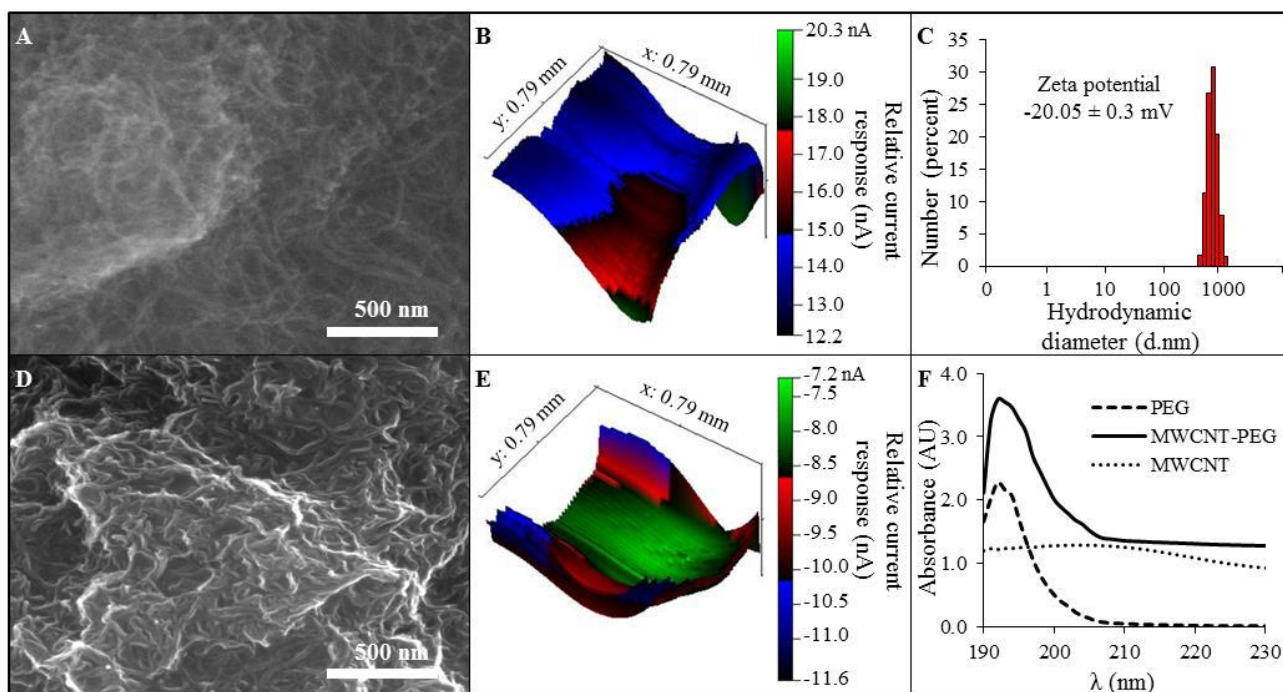 A
500 nm
B
x: 0.79 mm
y: 0.79 mm
20.3 nA
19.0
18.0
17.0
16.0
15.0
14.0
13.0
12.2
Relative current
response (nA)
C
35
30
25
20
15
10
5
0
Number (percent)
Zeta potential
-20.05 ± 0.3 mV
0 1 10 100 1000
Hydrodynamic
diameter (d.nm)
D
500 nm
E
x: 0.79 mm
y: 0.79 mm
-7.2 nA
-8.0
-8.5
-9.5
-10.0
-10.5
-11.0
-11.6
Relative current
response (nA)
F
4.0
3.0
2.0
1.0
0.0
Absorbance (AU)
PEG
MWCNT-PEG
MWCNT
190 200 210 220 230
λ (nm)